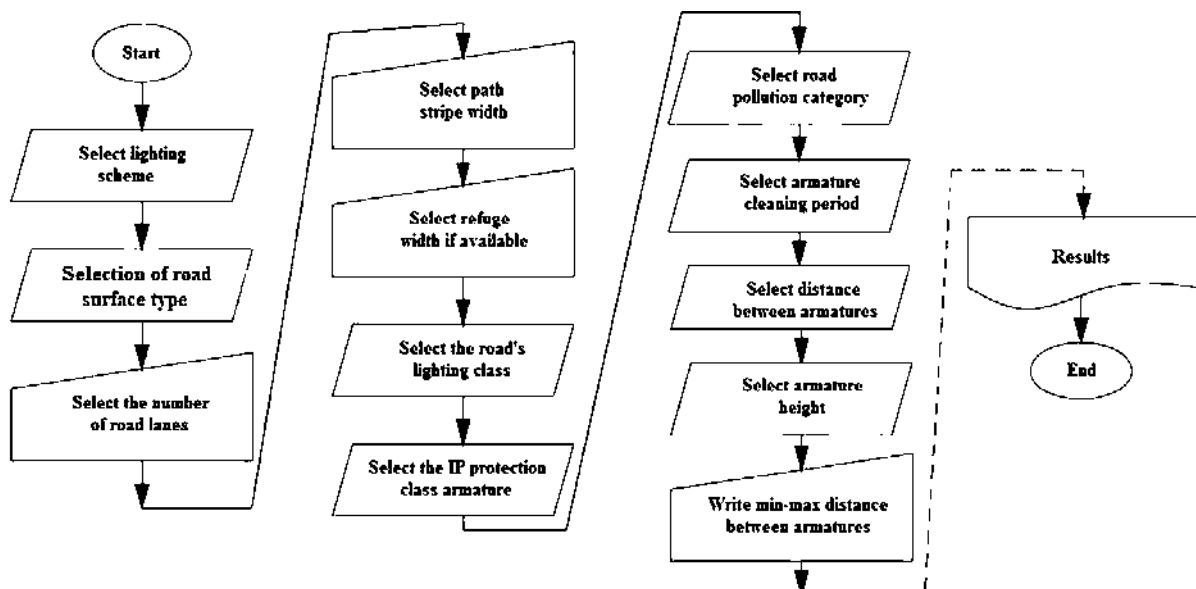 Start
Select lighting
scheme
Selection of road
surface type
Select the number
of road lanes
Select path
stripe width
Select refuge
width if available
Select the road's
lighting class
Select the IP protection
class armature
Select road
pollution category
Select armature
cleaning period
Select distance
between armatures
Select armature
height
Write min-max distance
between armatures
Results
End